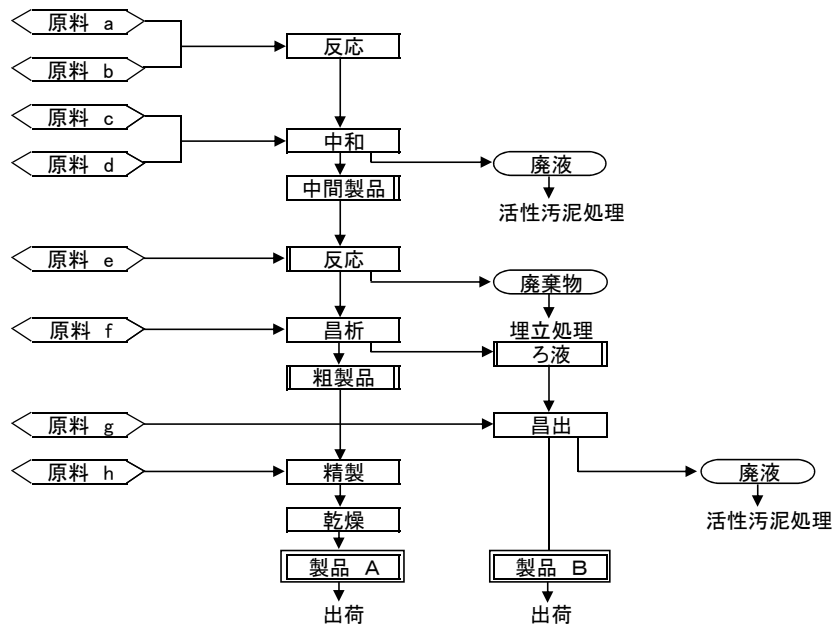 原料 a
反応
原料 b
原料 c
中和
原料 d
廃液
中間製品
活性汚泥処理
原料 e
反応
廃棄物
原料 f
昌析
埋立処理
ろ液
粗製品
原料 g
昌出
原料 h
精製
廃液
乾燥
活性汚泥処理
製品 A
製品 B
出荷
出荷